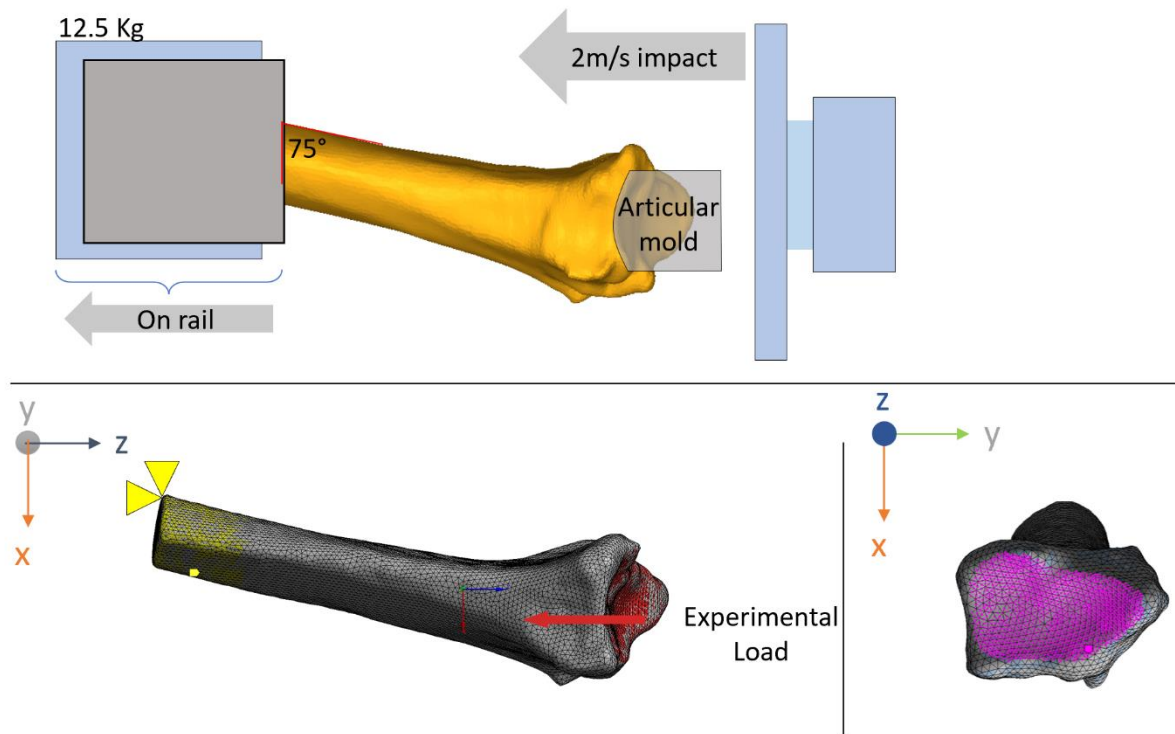 12.5 Kg
2m/s impact
75°
Articular
mold
On rail
y
z
x
z
y
x
Experimental
Load